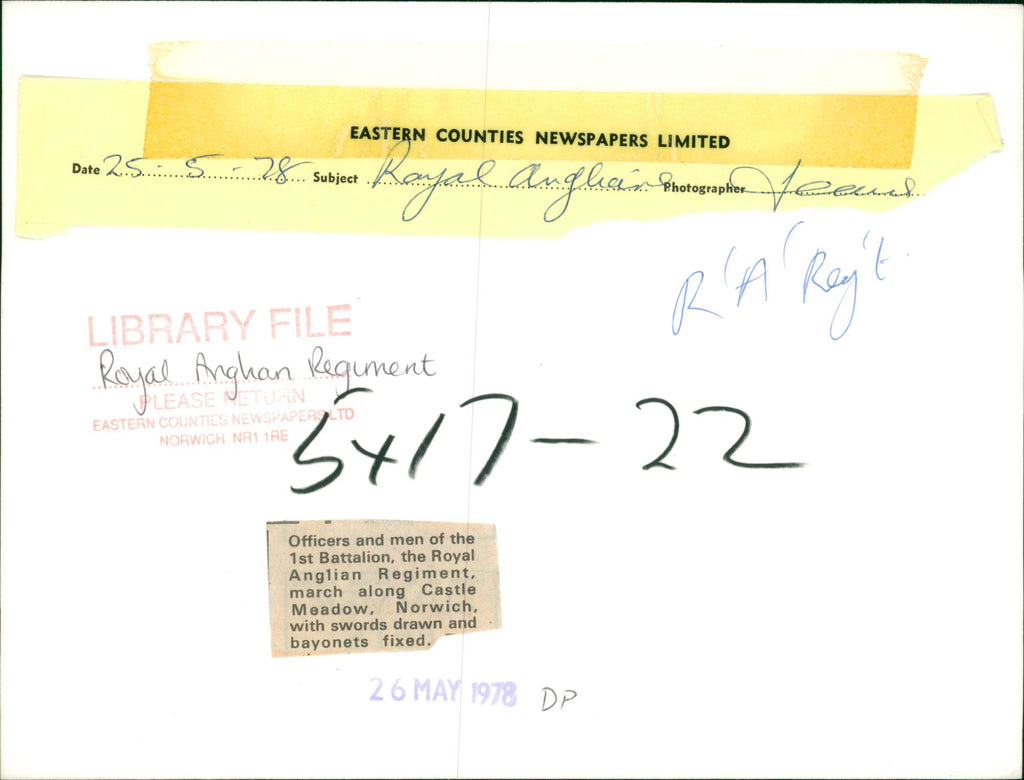 EASTERN COUNTIES NEWSPAPERS LIMITED
Date 25-5-78 Subject Royal Anglians Photographer
R 'A' Reg't
LIBRARY FILE
Royal Anglian Regiment
PLEASE RETURN
EASTERN COUNTIES NEWSPAPERS LTD
NORWICH NR1 1RE
5x17-22
Officers and men of the
1st Battalion, the Royal
Anglian Regiment,
march along Castle
Meadow, Norwich,
with swords drawn and
bayonets fixed.
26 MAY 1978 DP